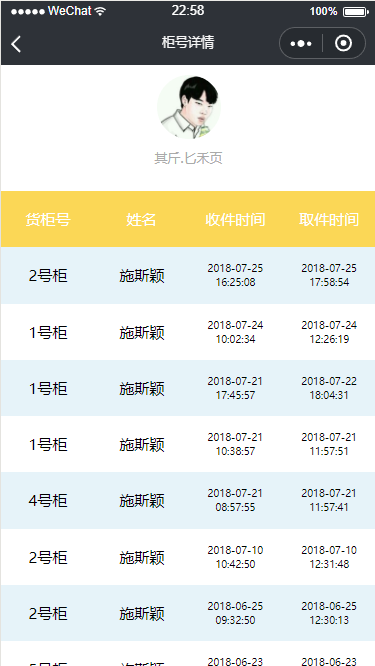 ●●●●● WeChat 22:58 100%
柜号详情
其斤.匕禾页
货柜号 姓名 收件时间 取件时间
2号柜 施斯颖 2018-07-25 16:25:08 2018-07-25 17:58:54
1号柜 施斯颖 2018-07-24 10:02:34 2018-07-24 12:26:19
1号柜 施斯颖 2018-07-21 17:45:57 2018-07-22 18:04:31
1号柜 施斯颖 2018-07-21 10:38:57 2018-07-21 11:57:51
4号柜 施斯颖 2018-07-21 08:57:55 2018-07-21 11:57:41
2号柜 施斯颖 2018-07-10 10:42:50 2018-07-10 12:31:48
2号柜 施斯颖 2018-06-25 09:32:50 2018-06-25 12:30:13
5号柜 施斯颖 2018-06-23 2018-06-23